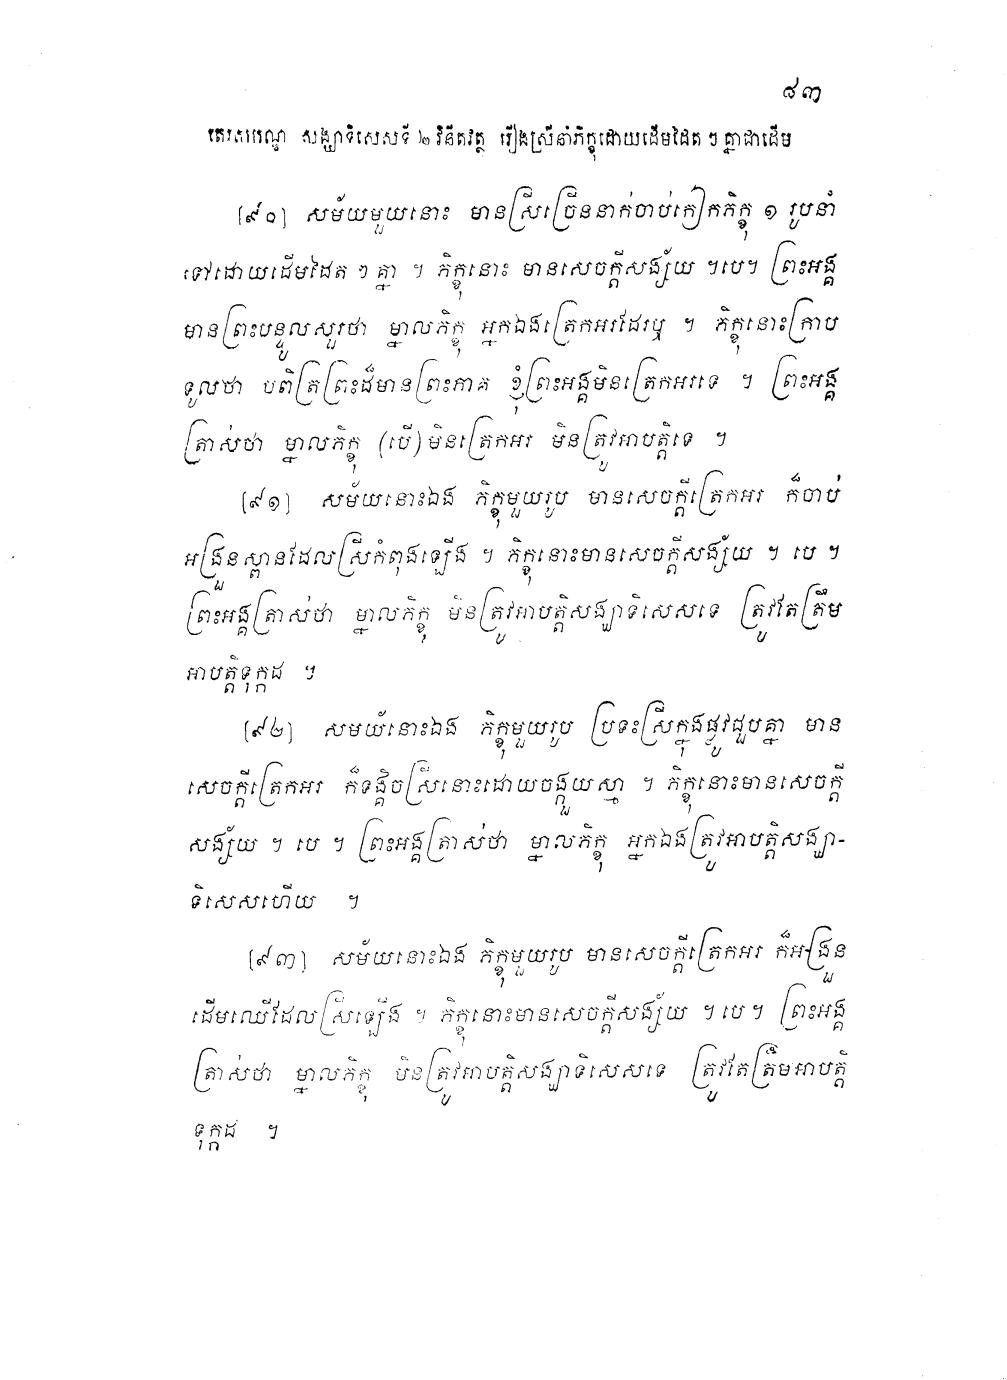 ៨៣
តេរសកណ្ឌ សង្ឃាទិសេសទី ២ វិនីតវត្ថុ រឿងស្រីនាំភិក្ខុដោយដើមដៃត ៗ គ្នាជាដើម
[៩០] សម័យមួយនោះ មានស្រីច្រើននាក់ចាប់កៀកភិក្ខុ ១ រូបនាំ
ទៅដោយដើមដៃត ៗ គ្នា ។ ភិក្ខុនោះ មានសេចក្តីសង្ស័យ ។បេ។ ព្រះអង្គ
មានព្រះបន្ទូលសួរថា ម្នាលភិក្ខុ អ្នកឯងត្រេកអរដែរឬ ។ ភិក្ខុនោះក្រាប
ទូលថា បពិត្រព្រះដ៏មានព្រះភាគ ខ្ញុំព្រះអង្គមិនត្រេកអរទេ ។ ព្រះអង្គ
ត្រាស់ថា ម្នាលភិក្ខុ (បើ) មិនត្រេកអរ មិនត្រូវអាបត្តិទេ ។
[៩១] សម័យនោះឯង ភិក្ខុមួយរូប មានសេចក្តីត្រេកអរ ក៏ចាប់
អង្រួនស្ពានដែលស្រីកំពុងឡើង ។ ភិក្ខុនោះមានសេចក្តីសង្ស័យ ។ បេ ។
ព្រះអង្គត្រាស់ថា ម្នាលភិក្ខុ មិនត្រូវអាបត្តិសង្ឃាទិសេសទេ ត្រូវតែត្រឹម
អាបត្តិទុក្កដ ។
[៩២] សមយ័នោះឯង ភិក្ខុមួយរូប ប្រទះស្រីក្នុងផ្លូវជួបគ្នា មាន
សេចក្តីត្រេកអរ ក៏ទង្គិចស្រីនោះដោយចង្កួយស្មា ។ ភិក្ខុនោះមានសេចក្តី
សង្ស័យ ។ បេ ។ ព្រះអង្គត្រាស់ថា ម្នាលភិក្ខុ អ្នកឯងត្រូវអាបត្តិសង្ឃា-
ទិសេសហើយ ។
[៩៣] សម័យនោះឯង ភិក្ខុមួយរូប មានសេចក្តីត្រេកអរ ក៏អង្រួន
ដើមឈើដែលស្រីឡើង ។ ភិក្ខុនោះមានសេចក្តីសង្ស័យ ។ បេ ។ ព្រះអង្គ
ត្រាស់ថា ម្នាលភិក្ខុ មិនត្រូវអាបត្តិសង្ឃាទិសេសទេ ត្រូវតែត្រឹមអាបត្តិ
ទុក្កដ ។